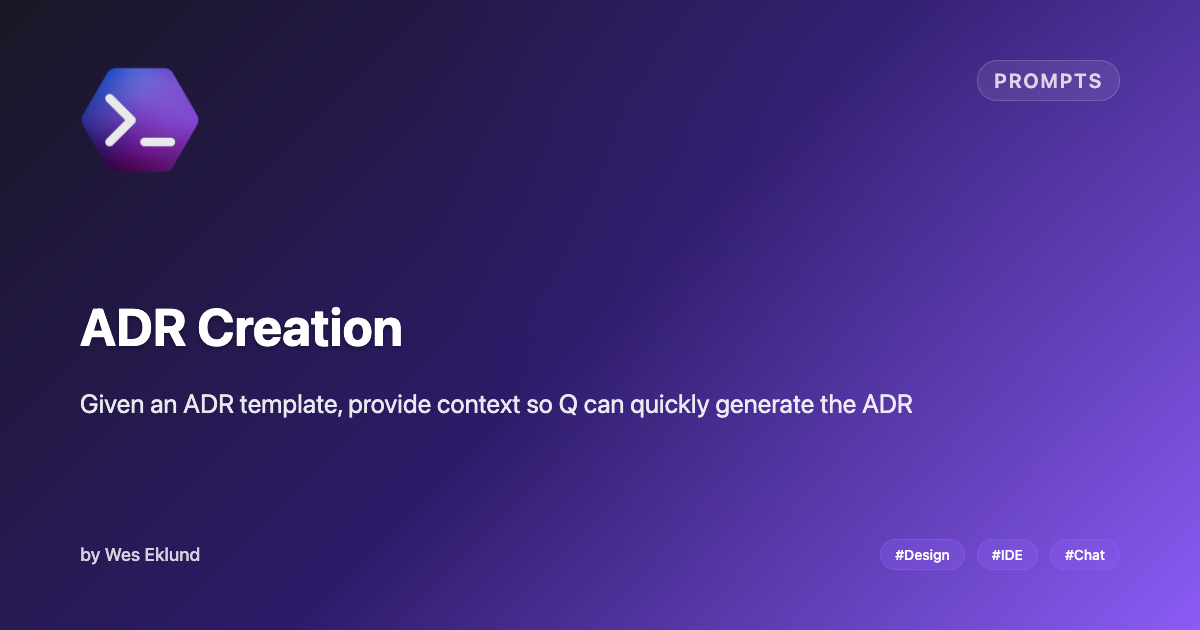 PROMPTS
ADR Creation
Given an ADR template, provide context so Q can quickly generate the ADR
by Wes Eklund
#Design
#IDE
#Chat